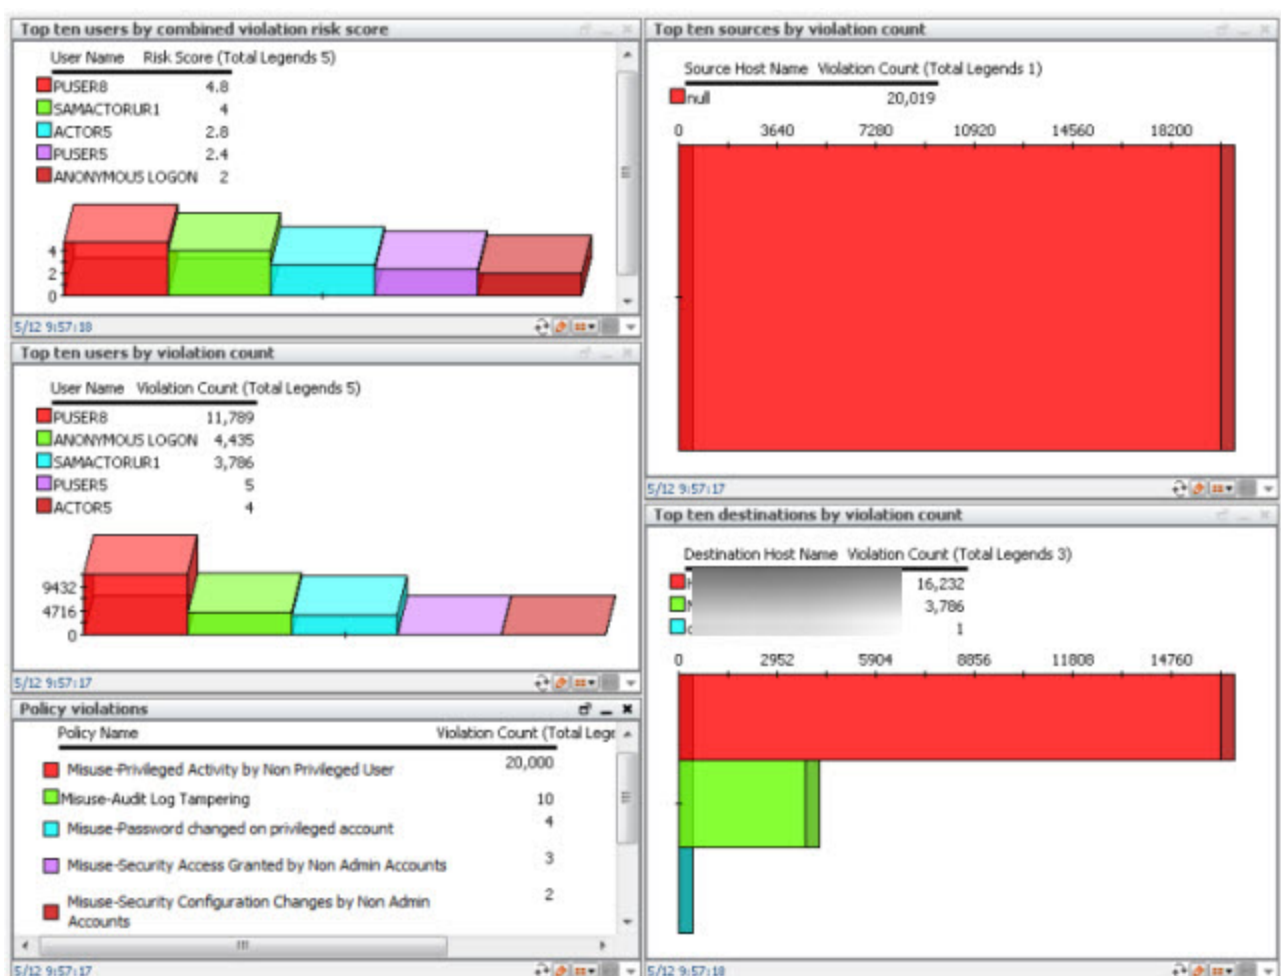 Top ten users by combined violation risk score
User Name Risk Score (Total Legends 5)
PUSER8 4.8
SAMACTORUR1 4
ACTOR5 2.8
PUSER5 2.4
ANONYMOUS LOGON 2
4
2
0
5/12 9:57:18
Top ten users by violation count
User Name Violation Count (Total Legends 5)
PUSER8 11,789
ANONYMOUS LOGON 4,435
SAMACTORUR1 3,786
PUSER5 5
ACTOR5 4
9432
4716
0
5/12 9:57:17
Policy violations
Policy Name Violation Count (Total Lege
Misuse-Privileged Activity by Non Privileged User 20,000
Misuse-Audit Log Tampering 10
Misuse-Password changed on privileged account 4
Misuse-Security Access Granted by Non Admin Accounts 3
Misuse-Security Configuration Changes by Non Admin 2
Accounts
5/12 9:57:17
Top ten sources by violation count
Source Host Name Violation Count (Total Legends 1)
null 20,019
0 3640 7280 10920 14560 18200
5/12 9:57:17
Top ten destinations by violation count
Destination Host Name Violation Count (Total Legends 3)
16,232
3,786
1
0 2952 5904 8856 11808 14760
5/12 9:57:18